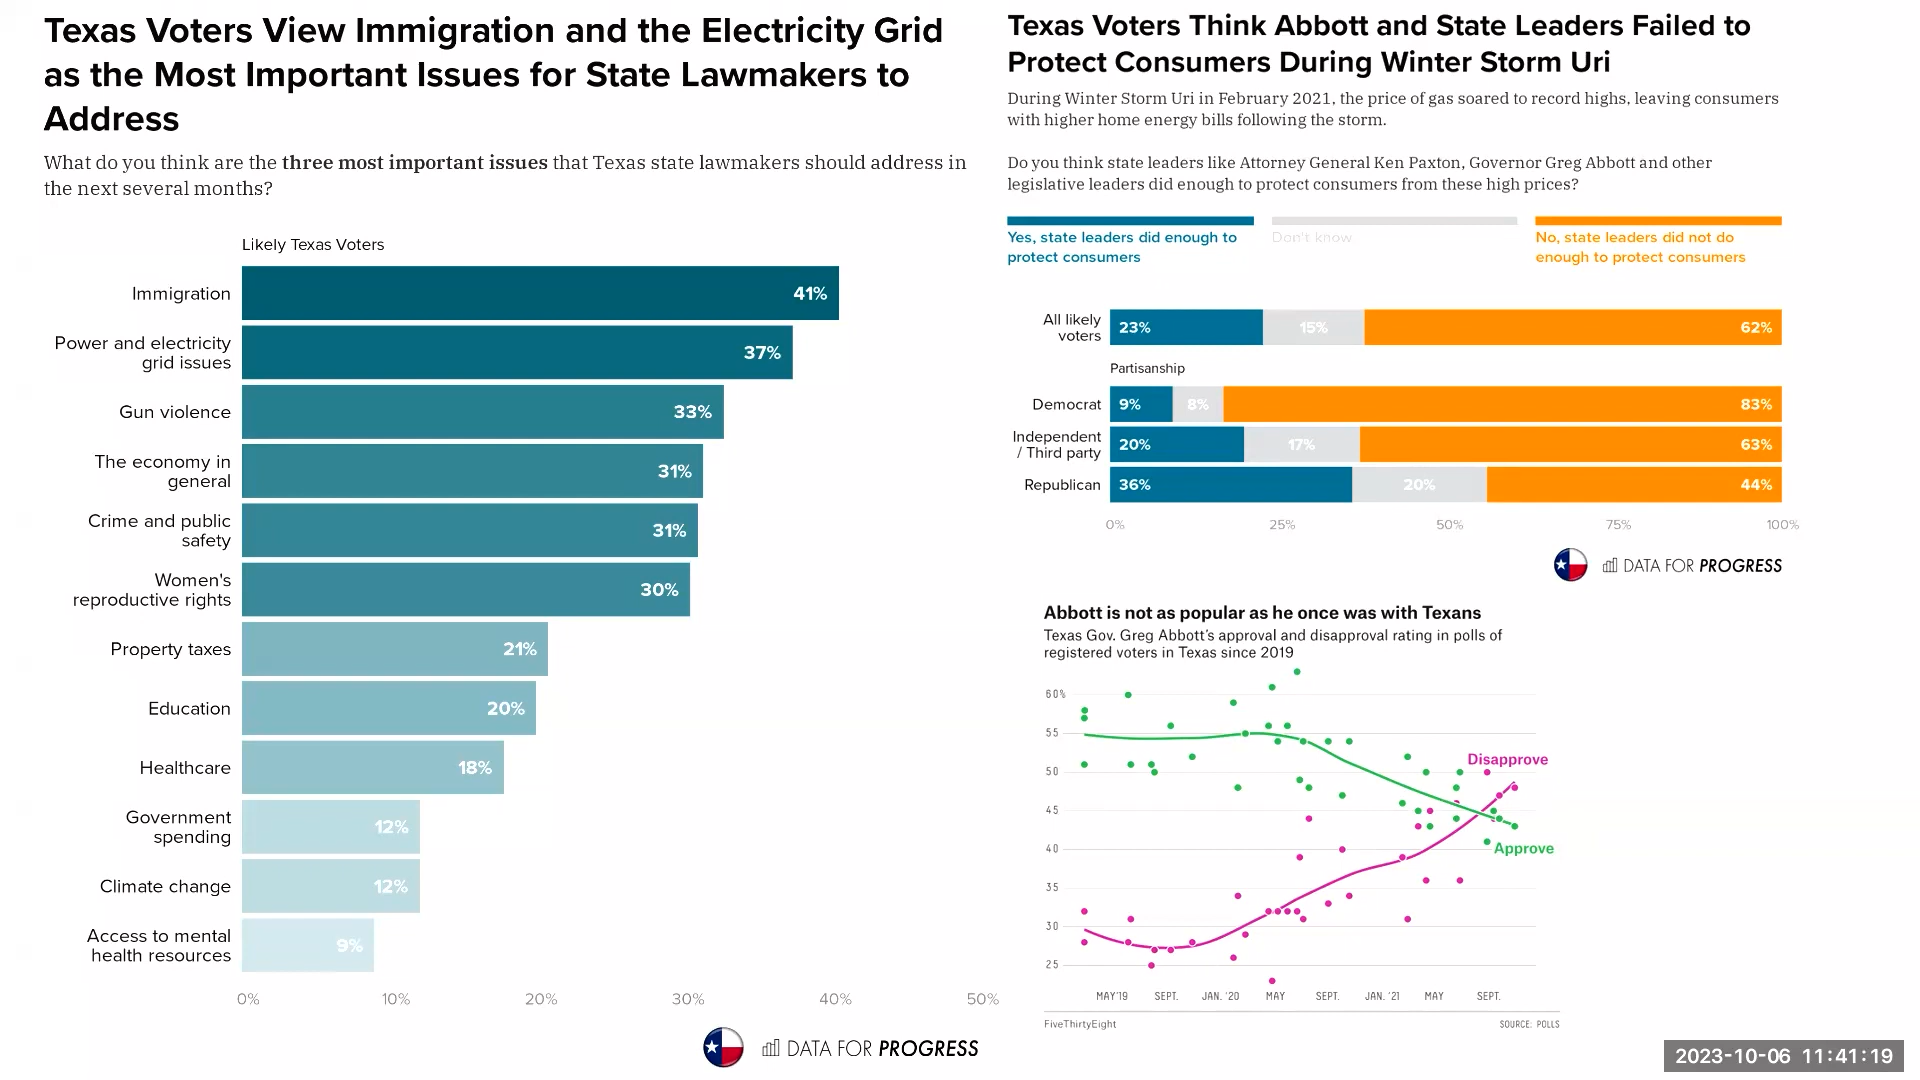 Texas Voters View Immigration and the Electricity Grid
as the Most Important Issues for State Lawmakers to
Address
What do you think are the three most important issues that Texas state lawmakers should address in
the next several months?
Likely Texas Voters
Immigration
41%
Power and electricity
grid issues
37%
Gun violence
33%
The economy in
general
31%
Crime and public
safety
31%
Women's
reproductive rights
30%
Property taxes
21%
Education
20%
Healthcare
18%
Government
spending
12%
Climate change
12%
Access to mental
health resources
9%
0% 10% 20% 30% 40% 50%
DATA FOR PROGRESS
Texas Voters Think Abbott and State Leaders Failed to
Protect Consumers During Winter Storm Uri
During Winter Storm Uri in February 2021, the price of gas soared to record highs, leaving consumers
with higher home energy bills following the storm.
Do you think state leaders like Attorney General Ken Paxton, Governor Greg Abbott and other
legislative leaders did enough to protect consumers from these high prices?
Yes, state leaders did enough to
protect consumers
Don't know
No, state leaders did not do
enough to protect consumers
All likely
voters
23% 15% 62%
Partisanship
Democrat
9% 8% 83%
Independent
/ Third party
20% 17% 63%
Republican
36% 20% 44%
0% 25% 50% 75% 100%
DATA FOR PROGRESS
Abbott is not as popular as he once was with Texans
Texas Gov. Greg Abbott's approval and disapproval rating in polls of
registered voters in Texas since 2019
60%
55
50
45
40
35
30
25
Disapprove
Approve
MAY'19 SEPT. JAN. '20 MAY SEPT. JAN. '21 MAY SEPT.
FiveThirtyEight
SOURCE: POLLS
2023-10-06 11:41:19